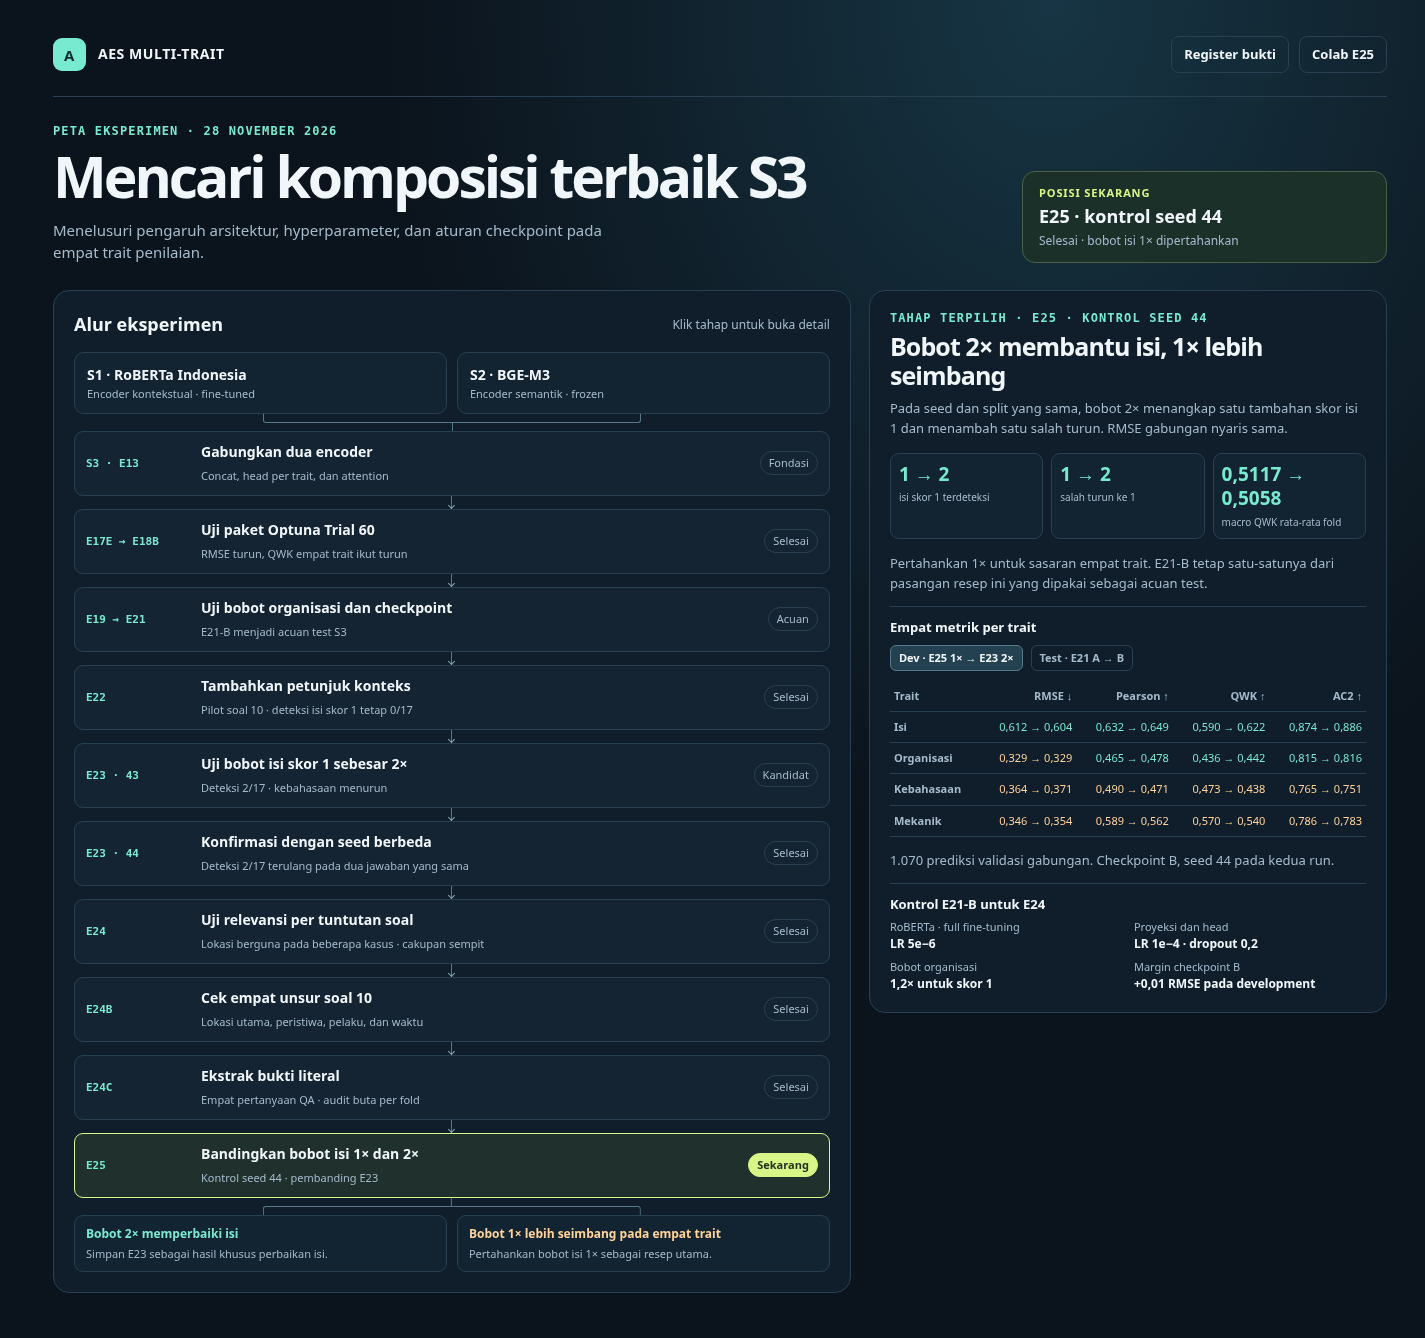 A
AES MULTI-TRAIT
Register bukti
Colab E25
PETA EKSPERIMEN · 28 NOVEMBER 2026
Mencari komposisi terbaik S3
Menelusuri pengaruh arsitektur, hyperparameter, dan aturan checkpoint pada
empat trait penilaian.
POSISI SEKARANG
E25 · kontrol seed 44
Selesai · bobot isi 1× dipertahankan
Alur eksperimen
Klik tahap untuk buka detail
S1 · RoBERTa Indonesia
Encoder kontekstual · fine-tuned
S2 · BGE-M3
Encoder semantik · frozen
S3 · E13
Gabungkan dua encoder
Concat, head per trait, dan attention
Fondasi
↓
E17E → E18B
Uji paket Optuna Trial 60
RMSE turun, QWK empat trait ikut turun
Selesai
↓
E19 → E21
Uji bobot organisasi dan checkpoint
E21-B menjadi acuan test S3
Acuan
↓
E22
Tambahkan petunjuk konteks
Pilot soal 10 · deteksi isi skor 1 tetap 0/17
Selesai
↓
E23 · 43
Uji bobot isi skor 1 sebesar 2×
Deteksi 2/17 · kebahasaan menurun
Kandidat
↓
E23 · 44
Konfirmasi dengan seed berbeda
Deteksi 2/17 terulang pada dua jawaban yang sama
Selesai
↓
E24
Uji relevansi per tuntutan soal
Lokasi berguna pada beberapa kasus · cakupan sempit
Selesai
↓
E24B
Cek empat unsur soal 10
Lokasi utama, peristiwa, pelaku, dan waktu
Selesai
↓
E24C
Ekstrak bukti literal
Empat pertanyaan QA · audit buta per fold
Selesai
↓
E25
Bandingkan bobot isi 1× dan 2×
Kontrol seed 44 · pembanding E23
Sekarang
Bobot 2× memperbaiki isi
Simpan E23 sebagai hasil khusus perbaikan isi.
Bobot 1× lebih seimbang pada empat trait
Pertahankan bobot isi 1× sebagai resep utama.
TAHAP TERPILIH · E25 · KONTROL SEED 44
Bobot 2× membantu isi, 1× lebih
seimbang
Pada seed dan split yang sama, bobot 2× menangkap satu tambahan skor isi
1 dan menambah satu salah turun. RMSE gabungan nyaris sama.
1 → 2
isi skor 1 terdeteksi
1 → 2
salah turun ke 1
0,5117 →
0,5058
macro QWK rata-rata fold
Pertahankan 1× untuk sasaran empat trait. E21-B tetap satu-satunya dari
pasangan resep ini yang dipakai sebagai acuan test.
Empat metrik per trait
Dev · E25 1× → E23 2×
Test · E21 A → B
Trait RMSE ↓ Pearson ↑ QWK ↑ AC2 ↑
Isi 0,612 → 0,604 0,632 → 0,649 0,590 → 0,622 0,874 → 0,886
Organisasi 0,329 → 0,329 0,465 → 0,478 0,436 → 0,442 0,815 → 0,816
Kebahasaan 0,364 → 0,371 0,490 → 0,471 0,473 → 0,438 0,765 → 0,751
Mekanik 0,346 → 0,354 0,589 → 0,562 0,570 → 0,540 0,786 → 0,783
1.070 prediksi validasi gabungan. Checkpoint B, seed 44 pada kedua run.
Kontrol E21-B untuk E24
RoBERTa · full fine-tuning
LR 5e−6
Proyeksi dan head
LR 1e−4 · dropout 0,2
Bobot organisasi
1,2× untuk skor 1
Margin checkpoint B
+0,01 RMSE pada development